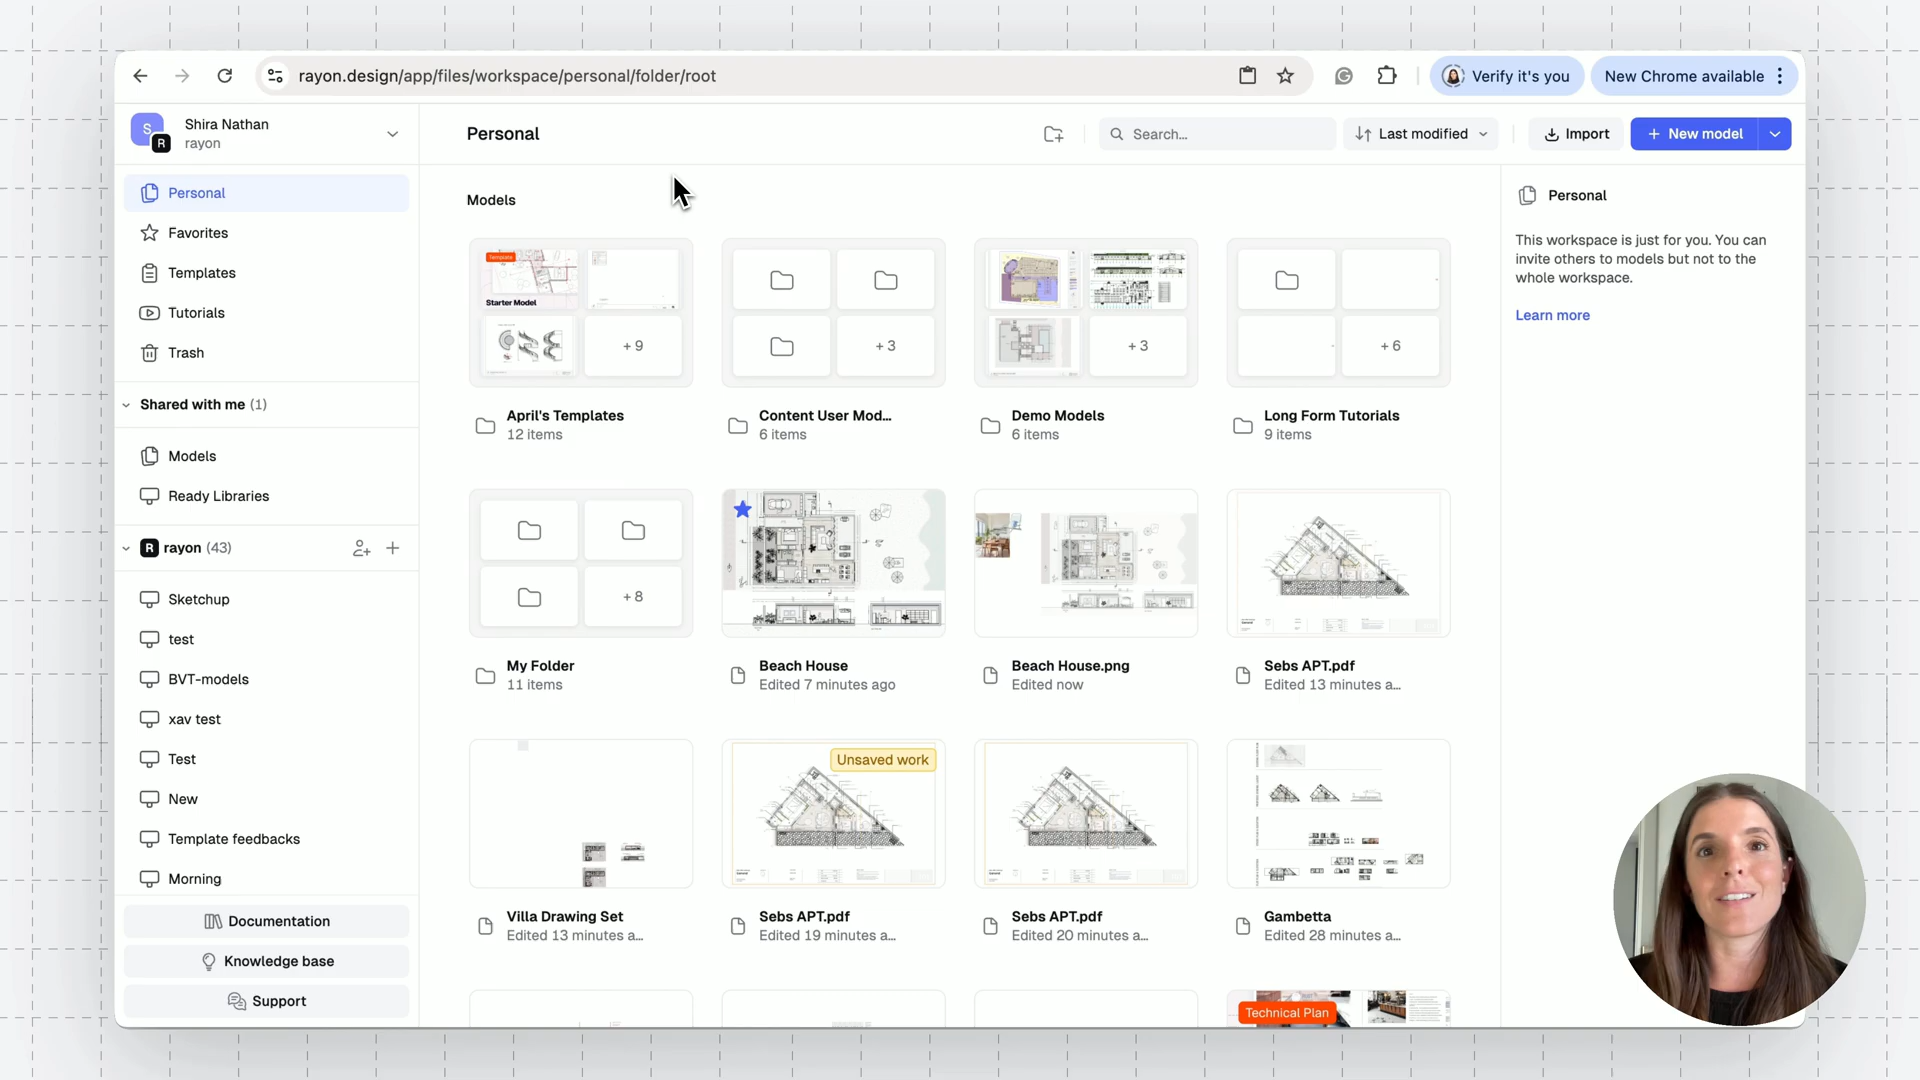 rayon.design/app/files/workspace/personal/folder/root
Verify it's you
New Chrome available
S
R
Shira Nathan
rayon
Personal
Favorites
Templates
Tutorials
Trash
Shared with me (1)
Models
Ready Libraries
R rayon (43)
Sketchup
test
BVT-models
xav test
Test
New
Template feedbacks
Morning
Documentation
Knowledge base
Support
Personal
Search...
Last modified
Import
+ New model
Models
Template
Starter Model
+ 9
+ 3
+ 3
+ 6
April's Templates
12 items
Content User Mod...
6 items
Demo Models
6 items
Long Form Tutorials
9 items
+ 8
My Folder
11 items
Beach House
Edited 7 minutes ago
Beach House.png
Edited now
Sebs APT.pdf
Edited 13 minutes a...
Unsaved work
Villa Drawing Set
Edited 13 minutes a...
Sebs APT.pdf
Edited 19 minutes a...
Sebs APT.pdf
Edited 20 minutes a...
Gambetta
Edited 28 minutes a...
Technical Plan
Personal
This workspace is just for you. You can
invite others to models but not to the
whole workspace.
Learn more